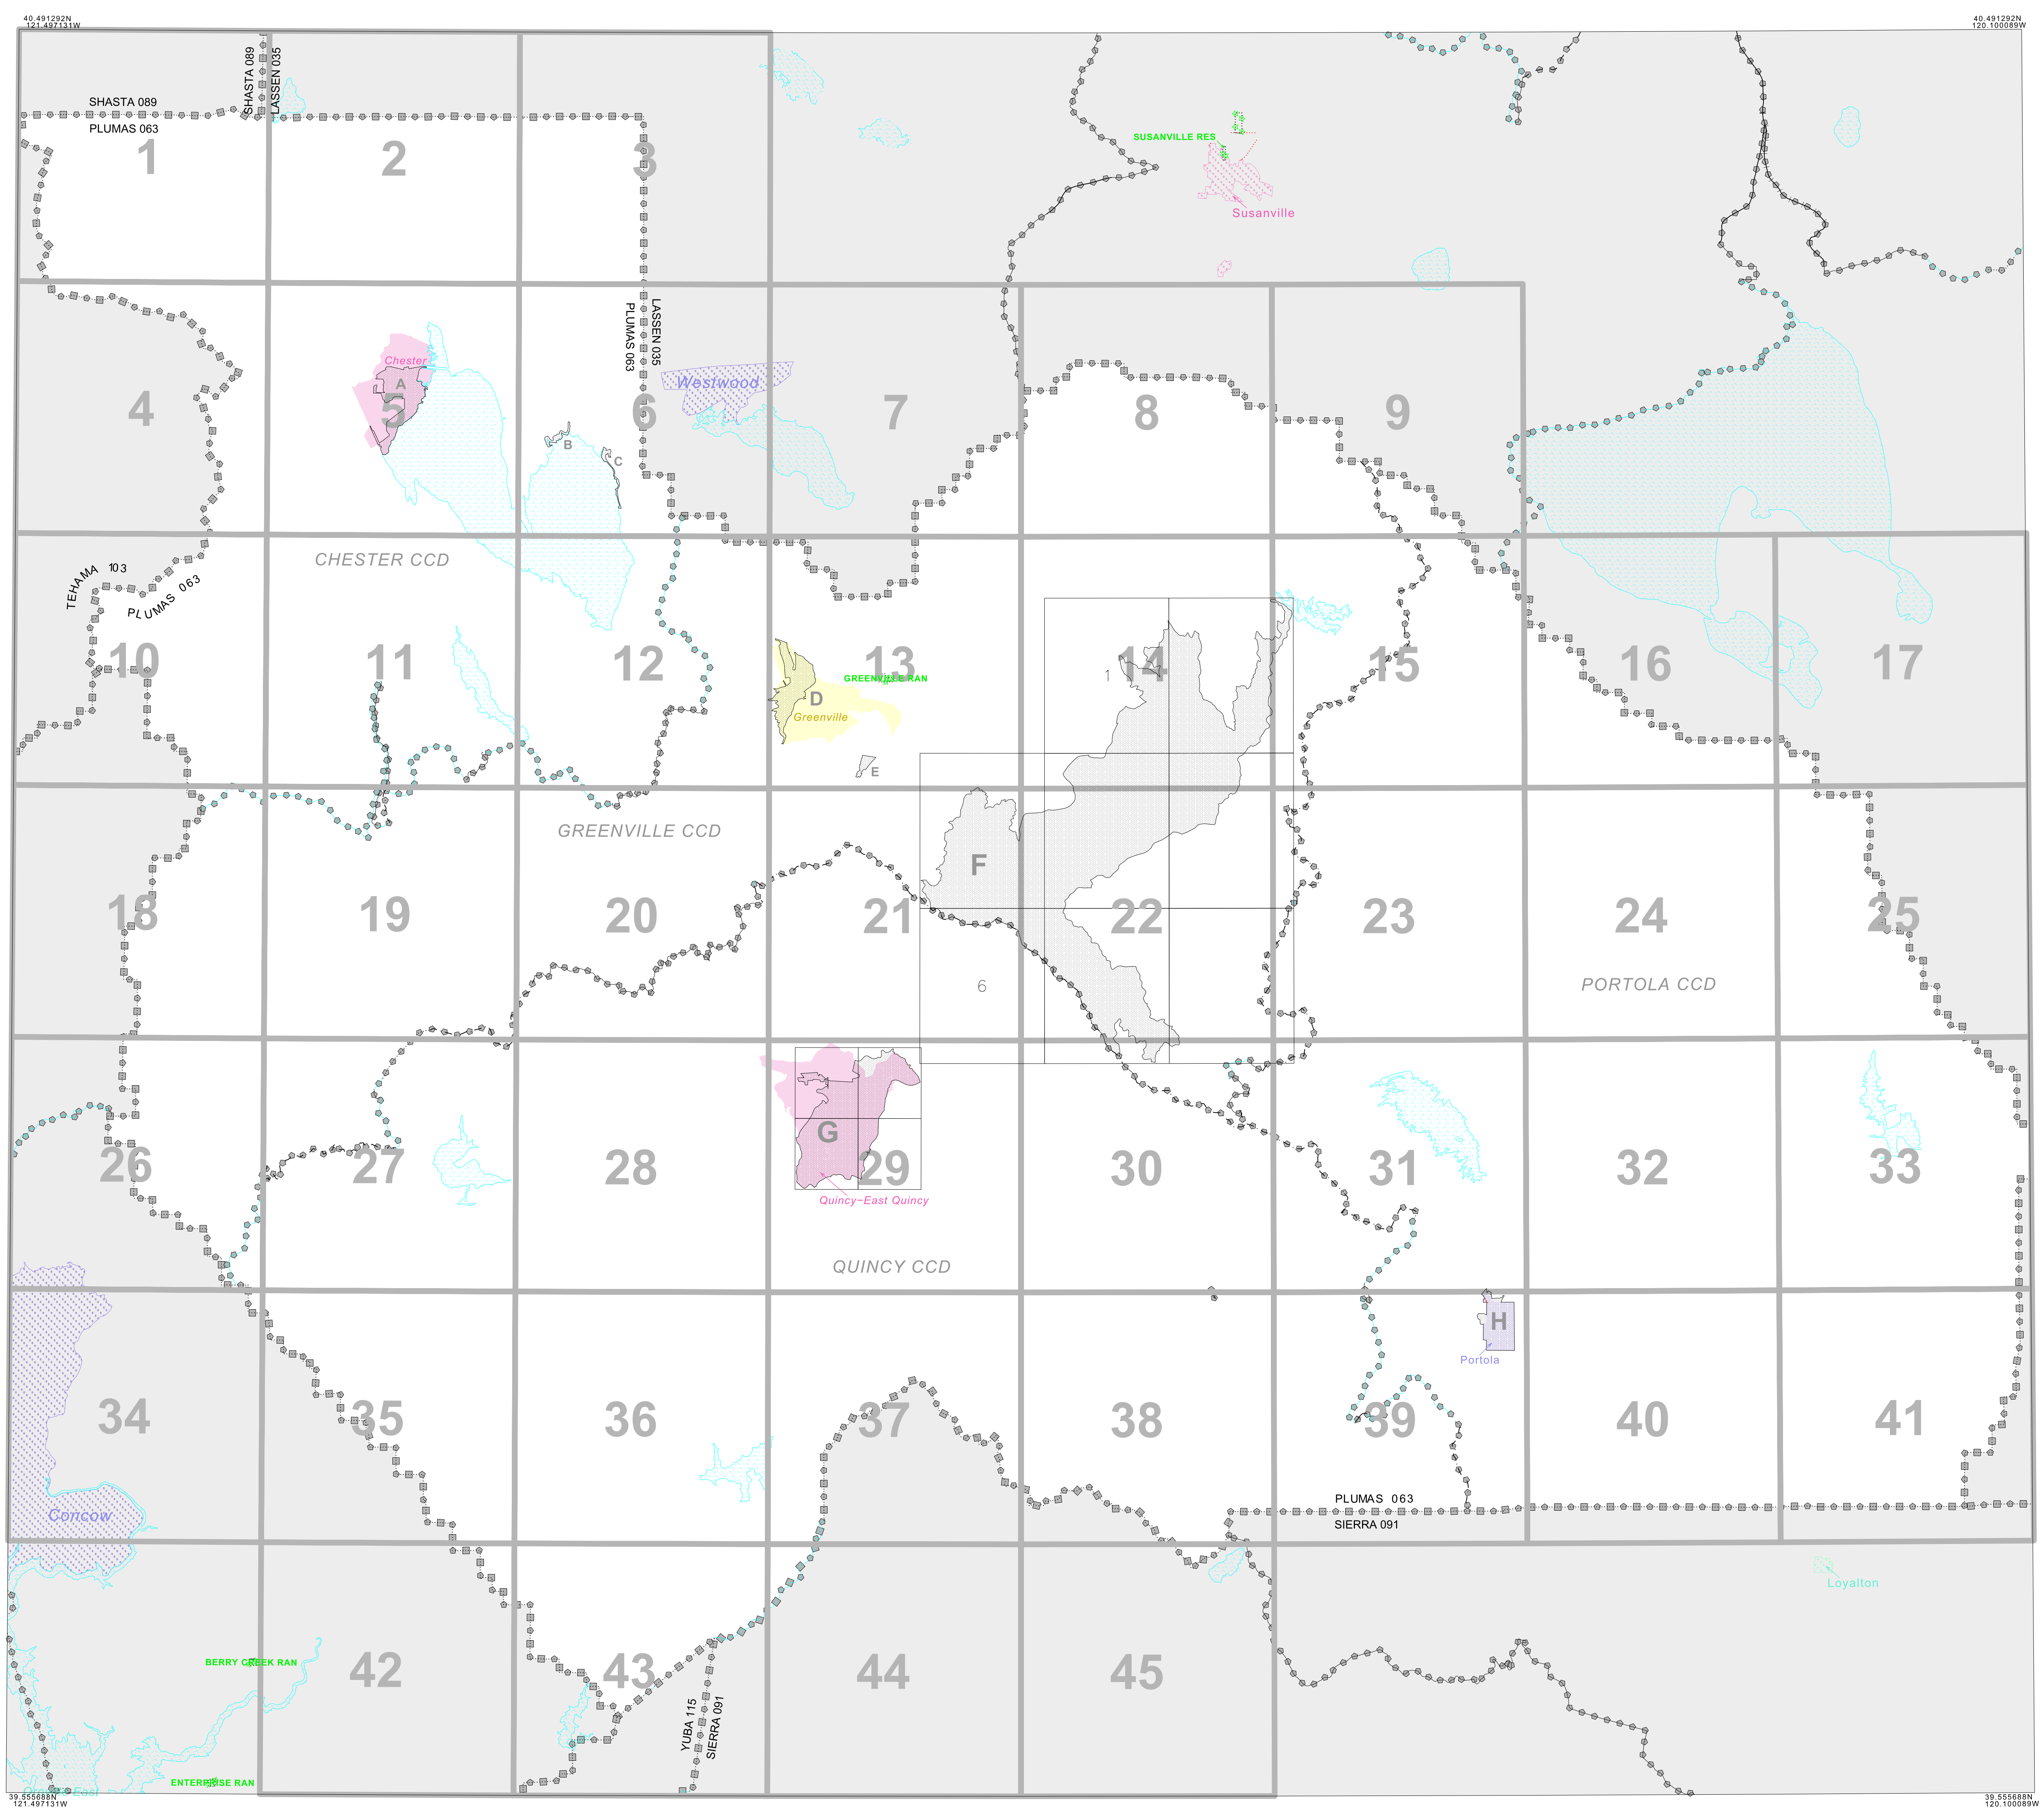 40.491292N
121.497131W
40.491292N
120.100089W
SHASTA 089
LASSEN 035
SHASTA 089
PLUMAS 063
SUSANVILLE RES
1
2
3
Susanville
LASSEN 035
PLUMAS 063
Chester
A
Westwood
4
5
6
7
8
9
B
C
CHESTER CCD
TEHAMA 103
PLUMAS 063
10
11
12
13
14
15
16
17
1
GREENVILLE RAN
D
Greenville
E
GREENVILLE CCD
F
18
19
20
21
22
23
24
25
6
PORTOLA CCD
G
26
27
28
29
30
31
32
33
Quincy-East Quincy
QUINCY CCD
H
Portola
34
35
36
37
38
39
40
41
PLUMAS 063
SIERRA 091
Concow
Loyalton
BERRY CREEK RAN
42
43
44
45
YUBA 115
SIERRA 091
ENTERPRISE RAN
39.555688N
121.497131W
39.555688N
120.100089W